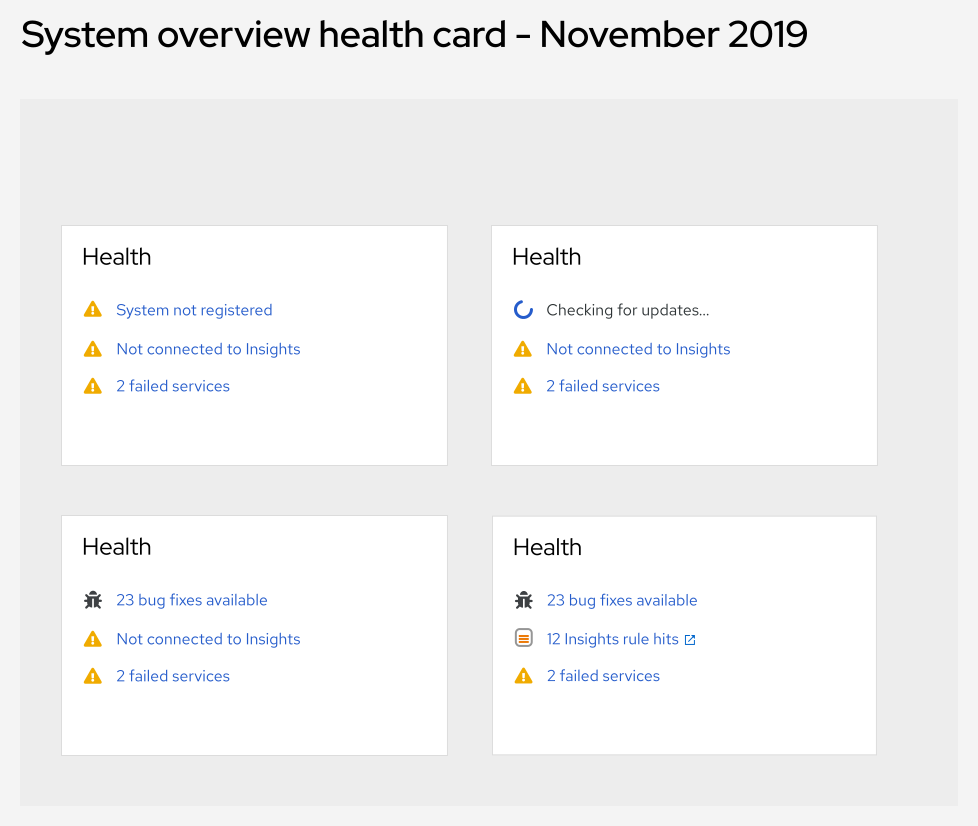 System overview health card - November 2019
Health
System not registered
Not connected to Insights
2 failed services
Health
Checking for updates...
Not connected to Insights
2 failed services
Health
23 bug fixes available
Not connected to Insights
2 failed services
Health
23 bug fixes available
12 Insights rule hits
2 failed services